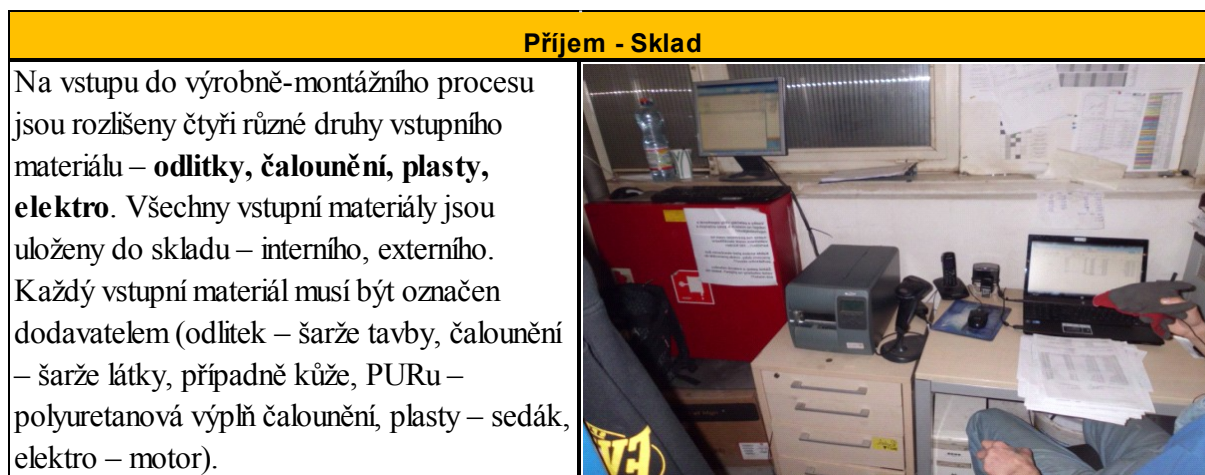 Příjem - Sklad
Na vstupu do výrobně-montážního procesu
jsou rozlišeny čtyři různé druhy vstupního
materiálu – odlitky, čalounění, plasty,
elektro. Všechny vstupní materiály jsou
uloženy do skladu – interního, externího.
Každý vstupní materiál musí být označen
dodavatelem (odlitek – šarže tavby, čalounění
– šarže látky, případně kůže, PURu –
polyuretanová výplň čalounění, plasty – sedák,
elektro – motor).